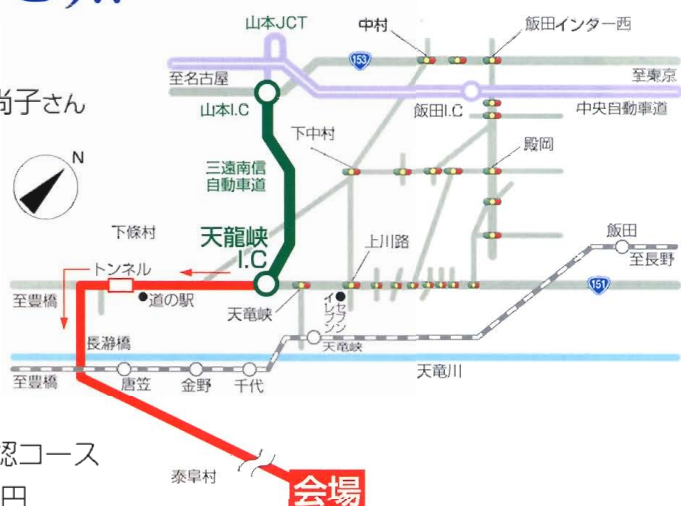 山本JCT
中村
飯田インター西
153
至名古屋
至東京
尚子さん
山本I.C
飯田I.C
中央自動車道
下中村
殿岡
N
三遠南信
自動車道
下條村
天龍峡
I.C
上川路
飯田
至長野
トンネル
至豊橋
道の駅
天竜峡
セブン
イレブン
151
長瀞橋
天竜峡
至豊橋
唐笠
金野
千代
天竜川
認コース
泰阜村
会場
円